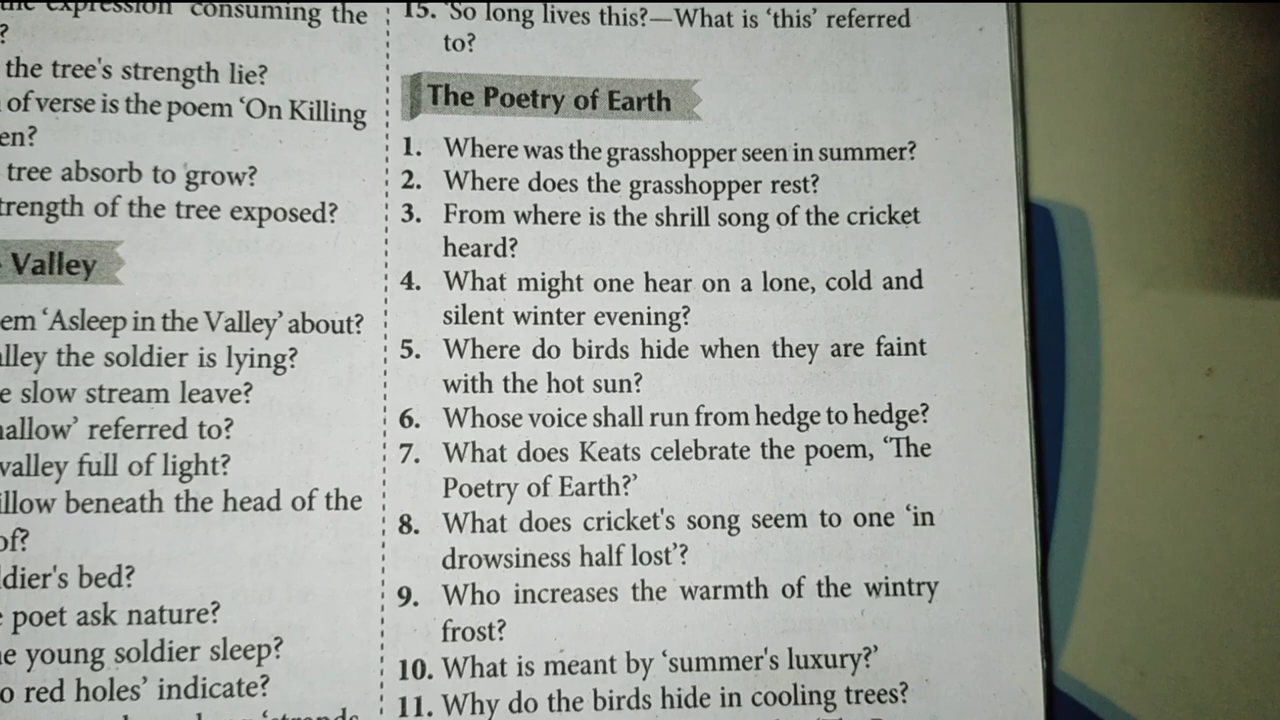 expression consuming the
?
the tree's strength lie?
of verse is the poem 'On Killing
en?
tree absorb to grow?
trength of the tree exposed?
Valley
em 'Asleep in the Valley' about?
lley the soldier is lying?
e slow stream leave?
allow' referred to?
valley full of light?
illow beneath the head of the
of?
ldier's bed?
poet ask nature?
e young soldier sleep?
o red holes' indicate?
15. 'So long lives this?—What is 'this' referred
to?
The Poetry of Earth
1. Where was the grasshopper seen in summer?
2. Where does the grasshopper rest?
3. From where is the shrill song of the cricket
heard?
4. What might one hear on a lone, cold and
silent winter evening?
5. Where do birds hide when they are faint
with the hot sun?
6. Whose voice shall run from hedge to hedge?
7. What does Keats celebrate the poem, 'The
Poetry of Earth?'
8. What does cricket's song seem to one 'in
drowsiness half lost'?
9. Who increases the warmth of the wintry
frost?
10. What is meant by 'summer's luxury?'
11. Why do the birds hide in cooling trees?